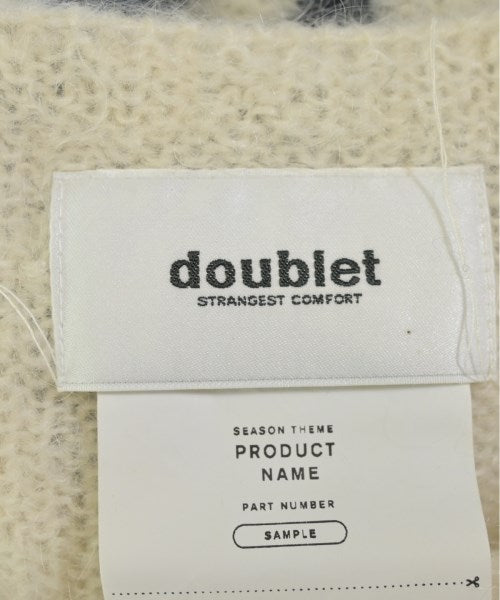 doublet
STRANGEST COMFORT
SEASON THEME
PRODUCT
NAME
PART NUMBER
SAMPLE